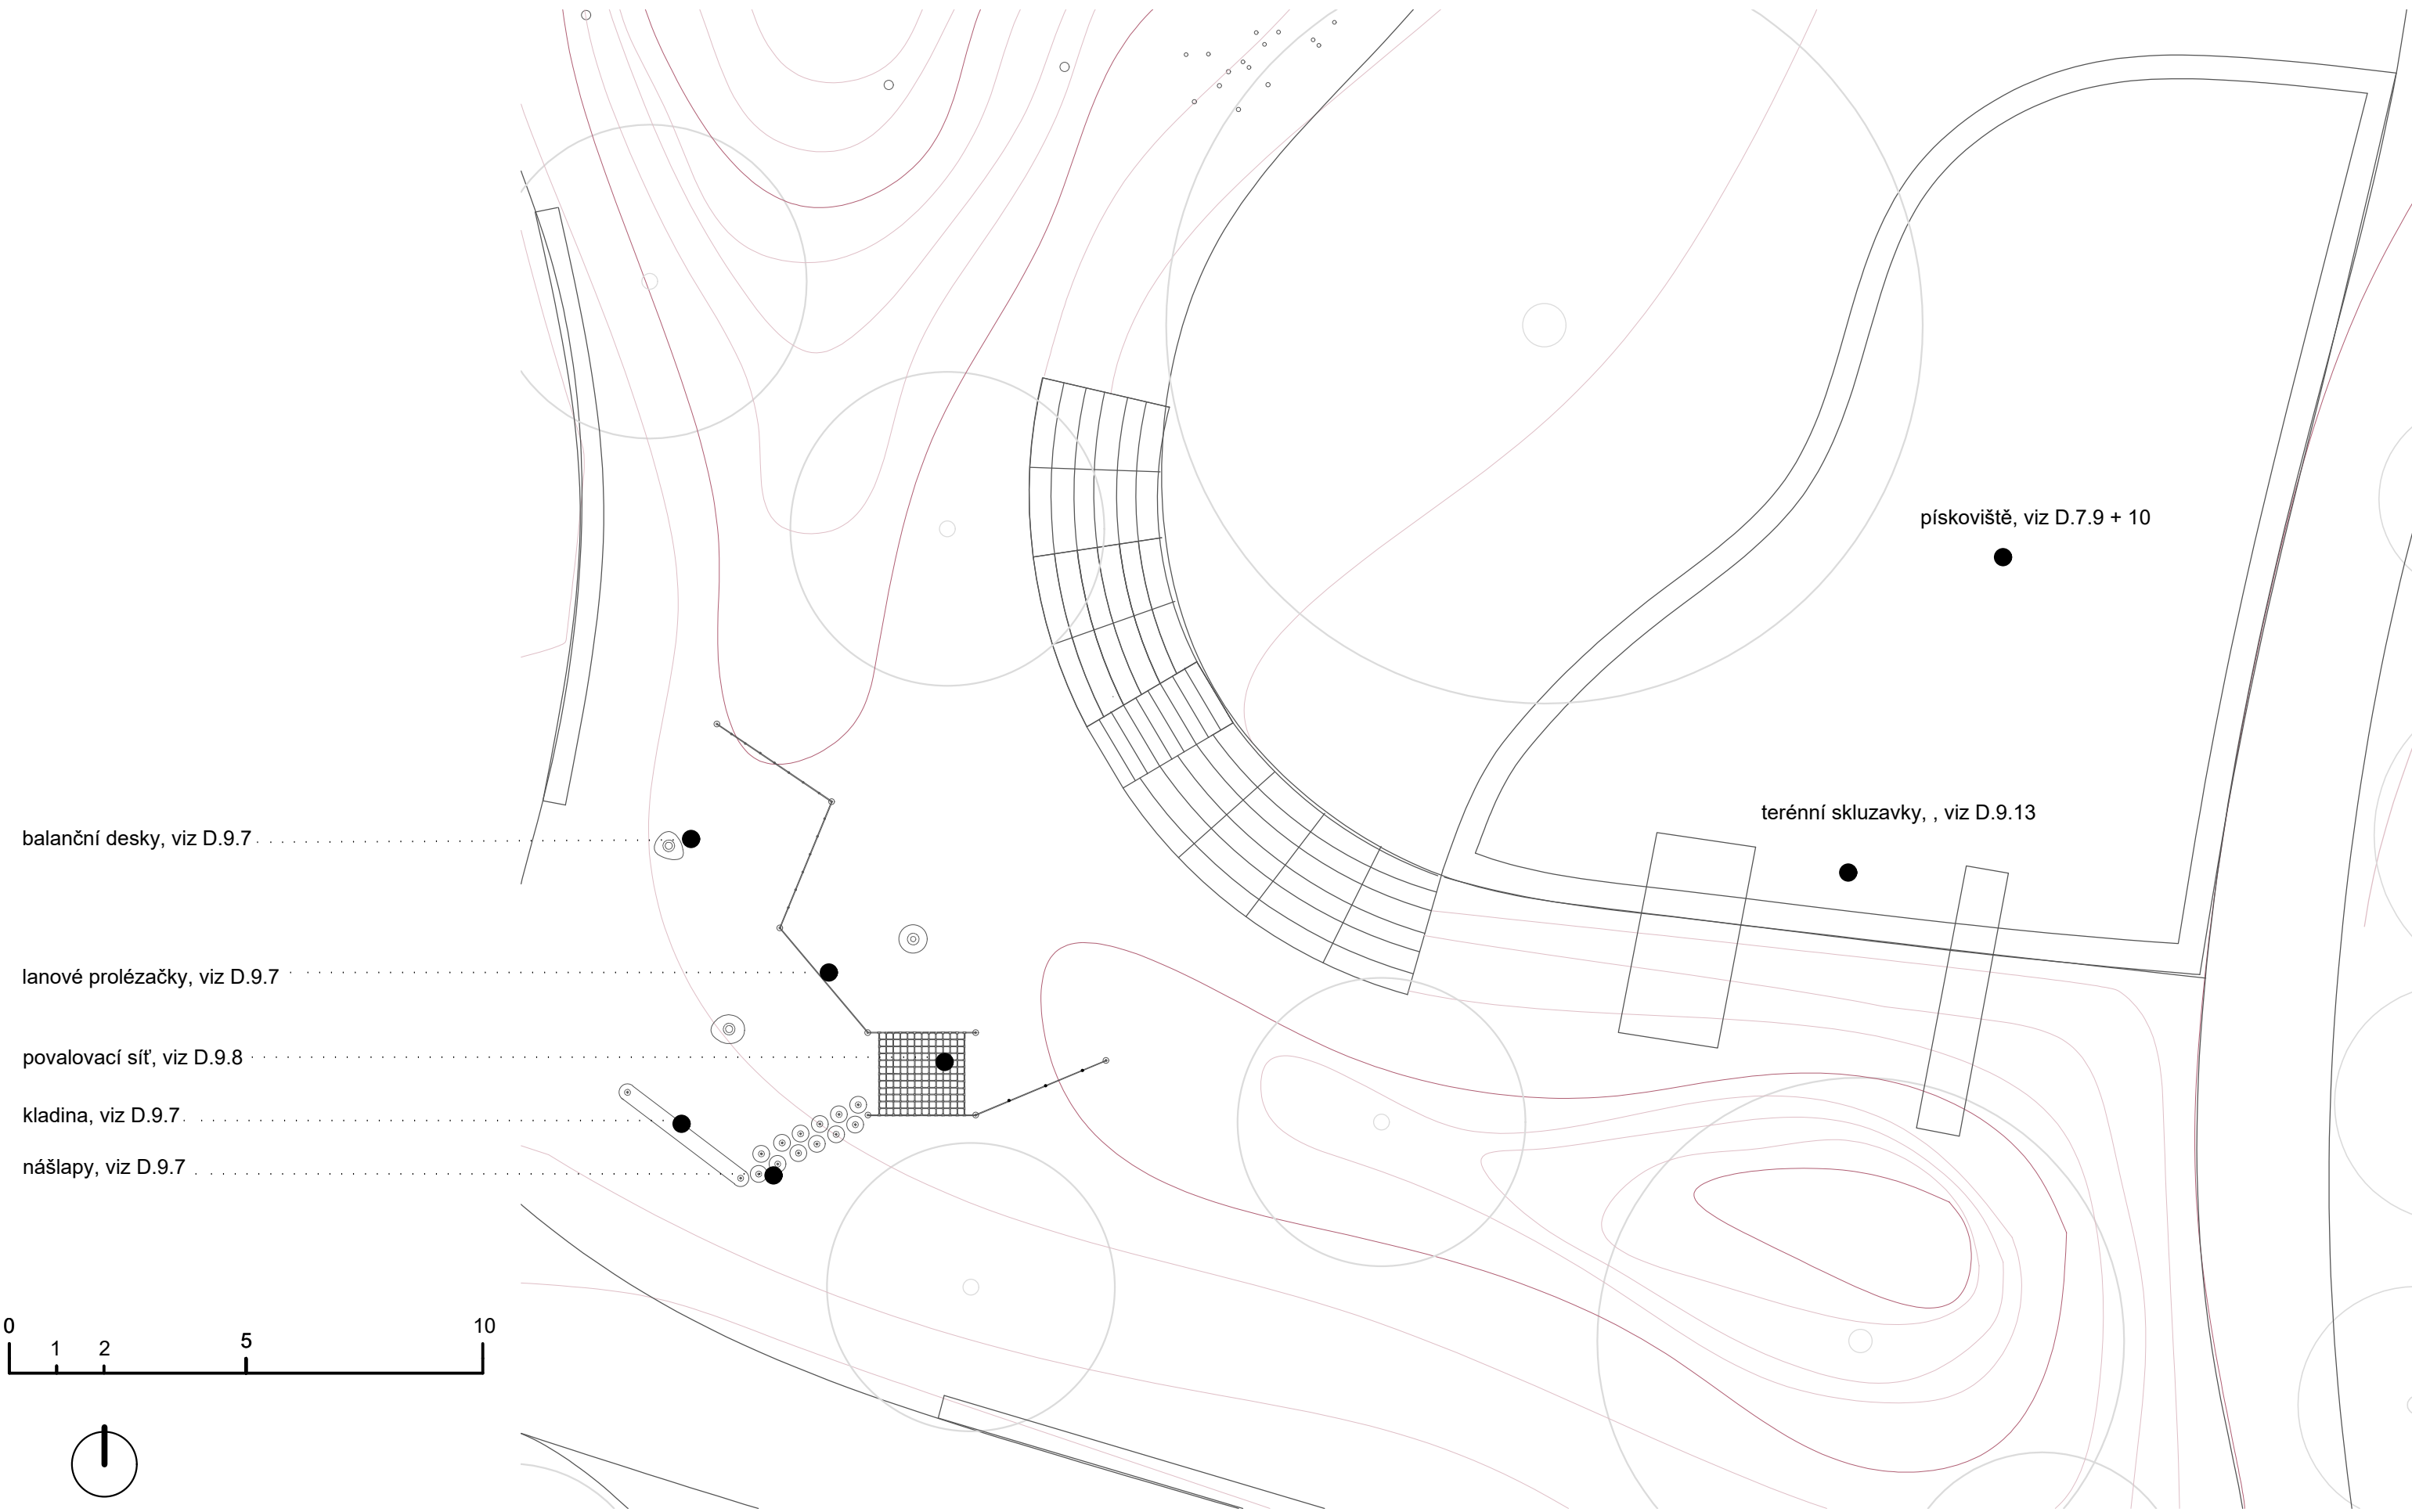 pískoviště, viz D.7.9 + 10
terénní skluzavky, , viz D.9.13
balanční desky, viz D.9.7
lanové prolézačky, viz D.9.7
povalovací síť, viz D.9.8
kladina, viz D.9.7
nášlapy, viz D.9.7
0 1 2 5 10